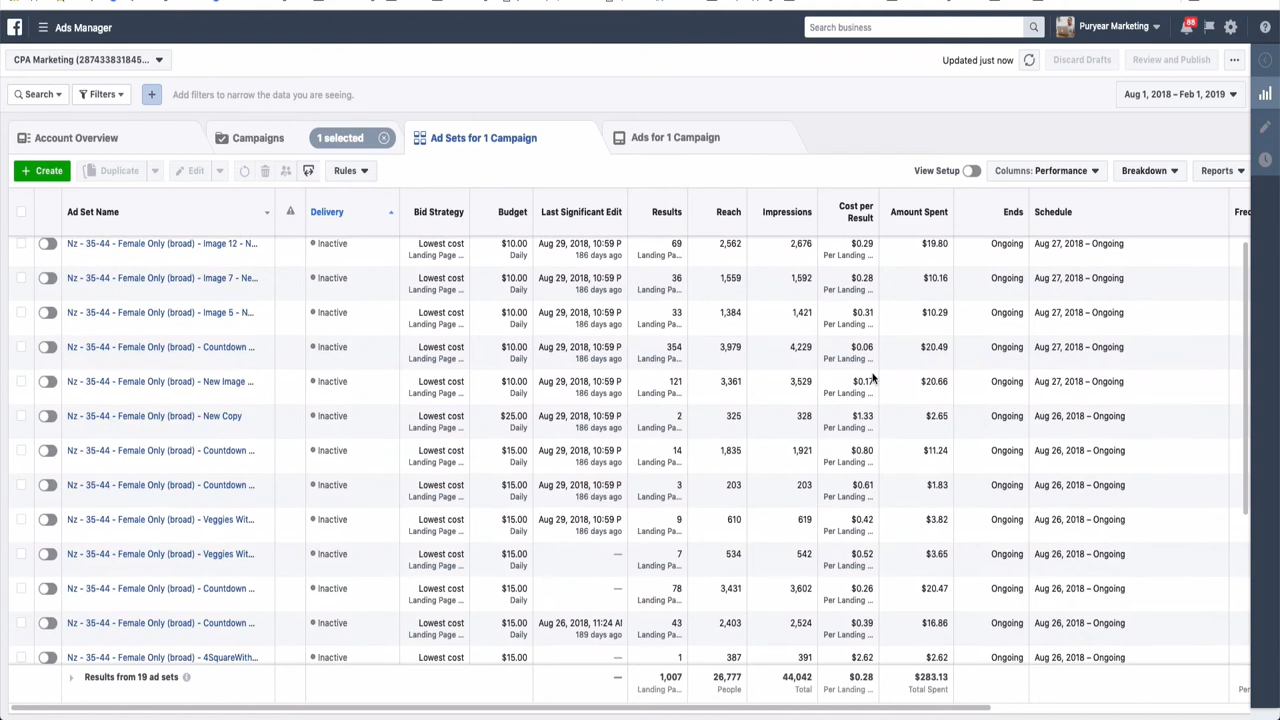 Ads Manager
Search business
Puryear Marketing
86
CPA Marketing (287433831845...
Updated just now
Discard Drafts
Review and Publish
Search
Filters
Add filters to narrow the data you are seeing.
Aug 1, 2018 – Feb 1, 2019
Account Overview
Campaigns
1 selected
Ad Sets for 1 Campaign
Ads for 1 Campaign
+ Create
Duplicate
Edit
Rules
View Setup
Columns: Performance
Breakdown
Reports
Ad Set Name Delivery Bid Strategy Budget Last Significant Edit Results Reach Impressions Cost per Result Amount Spent Ends Schedule Frec
Nz - 35-44 - Female Only (broad) - Image 12 - N... Inactive Lowest cost $10.00 Aug 29, 2018, 10:59 P 69 2,562 2,676 $0.29 $19.80 Ongoing Aug 27, 2018 – Ongoing
Landing Page ... Daily 186 days ago Landing Pa... Per Landing ...
Nz - 35-44 - Female Only (broad) - Image 7 - Ne... Inactive Lowest cost $10.00 Aug 29, 2018, 10:59 P 36 1,559 1,592 $0.28 $10.16 Ongoing Aug 27, 2018 – Ongoing
Landing Page ... Daily 186 days ago Landing Pa... Per Landing ...
Nz - 35-44 - Female Only (broad) - Image 5 - N... Inactive Lowest cost $10.00 Aug 29, 2018, 10:59 P 33 1,384 1,421 $0.31 $10.29 Ongoing Aug 27, 2018 – Ongoing
Landing Page ... Daily 186 days ago Landing Pa... Per Landing ...
Nz - 35-44 - Female Only (broad) - Countdown ... Inactive Lowest cost $10.00 Aug 29, 2018, 10:59 P 354 3,979 4,229 $0.06 $20.49 Ongoing Aug 27, 2018 – Ongoing
Landing Page ... Daily 186 days ago Landing Pa... Per Landing ...
Nz - 35-44 - Female Only (broad) - New Image ... Inactive Lowest cost $10.00 Aug 29, 2018, 10:59 P 121 3,361 3,529 $0.17 $20.66 Ongoing Aug 27, 2018 – Ongoing
Landing Page ... Daily 186 days ago Landing Pa... Per Landing ...
Nz - 35-44 - Female Only (broad) - New Copy Inactive Lowest cost $25.00 Aug 29, 2018, 10:59 P 2 325 328 $1.33 $2.65 Ongoing Aug 26, 2018 – Ongoing
Landing Page ... Daily 186 days ago Landing Pa... Per Landing ...
Nz - 35-44 - Female Only (broad) - Countdown ... Inactive Lowest cost $15.00 Aug 29, 2018, 10:59 P 14 1,835 1,921 $0.80 $11.24 Ongoing Aug 26, 2018 – Ongoing
Landing Page ... Daily 186 days ago Landing Pa... Per Landing ...
Nz - 35-44 - Female Only (broad) - Countdown ... Inactive Lowest cost $15.00 Aug 29, 2018, 10:59 P 3 203 203 $0.61 $1.83 Ongoing Aug 26, 2018 – Ongoing
Landing Page ... Daily 186 days ago Landing Pa... Per Landing ...
Nz - 35-44 - Female Only (broad) - Veggies Wit... Inactive Lowest cost $15.00 Aug 29, 2018, 10:59 P 9 610 619 $0.42 $3.82 Ongoing Aug 26, 2018 – Ongoing
Landing Page ... Daily 186 days ago Landing Pa... Per Landing ...
Nz - 35-44 - Female Only (broad) - Veggies Wit... Inactive Lowest cost $15.00 — 7 534 542 $0.52 $3.65 Ongoing Aug 26, 2018 – Ongoing
Landing Page ... Daily Landing Pa... Per Landing ...
Nz - 35-44 - Female Only (broad) - Countdown ... Inactive Lowest cost $15.00 — 78 3,431 3,602 $0.26 $20.47 Ongoing Aug 26, 2018 – Ongoing
Landing Page ... Daily Landing Pa... Per Landing ...
Nz - 35-44 - Female Only (broad) - Countdown ... Inactive Lowest cost $15.00 Aug 26, 2018, 11:24 AI 43 2,403 2,524 $0.39 $16.86 Ongoing Aug 26, 2018 – Ongoing
Landing Page ... Daily 189 days ago Landing Pa... Per Landing ...
Nz - 35-44 - Female Only (broad) - 4SquareWith... Inactive Lowest cost $15.00 — 1 387 391 $2.62 $2.62 Ongoing Aug 26, 2018 – Ongoing
Results from 19 ad sets — 1,007 26,777 44,042 $0.28 $283.13
Landing Pa... People Total Per Landing ... Total Spent Per